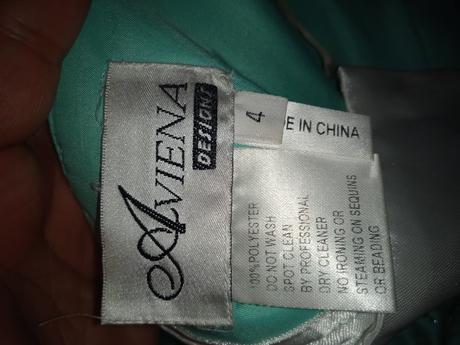 AVIENA
DESIGNS
4
E IN CHINA
100% POLYESTER
DO NOT WASH
SPOT CLEAN
BY PROFESSIONAL
DRY CLEANER
NO IRONING OR
STEAMING ON SEQUINS
OR BEADING